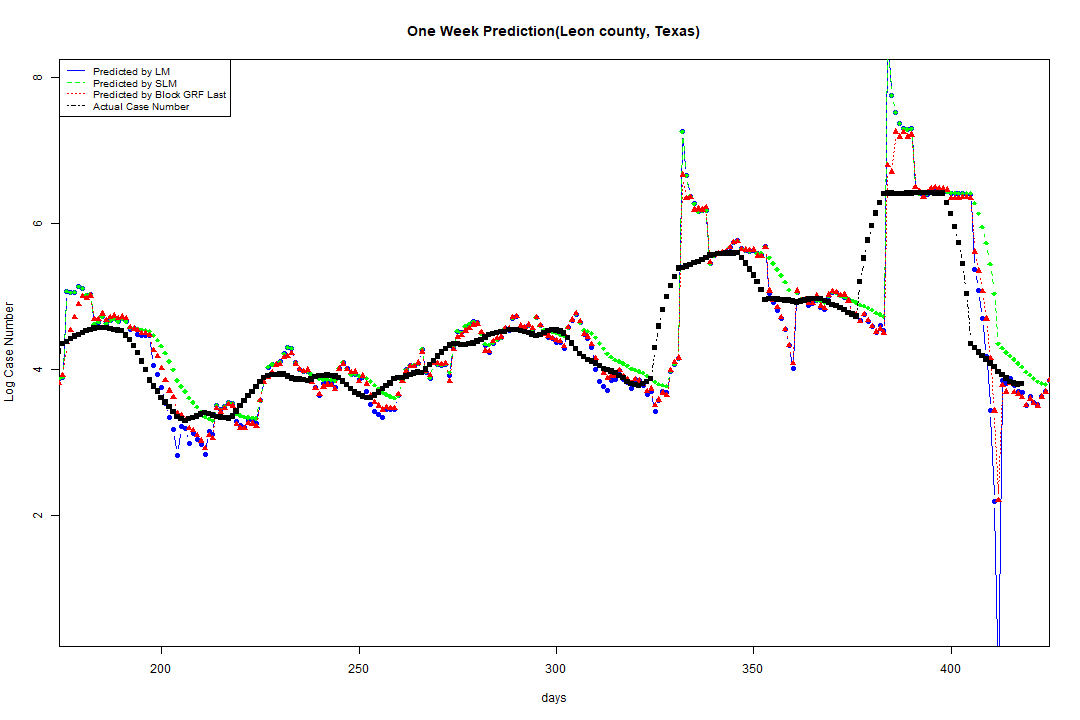 One Week Prediction(Leon county, Texas)
Predicted by LM
Predicted by SLM
Predicted by Block GRF Last
Actual Case Number
8
6
4
2
Log Case Number
200 250 300 350 400
days